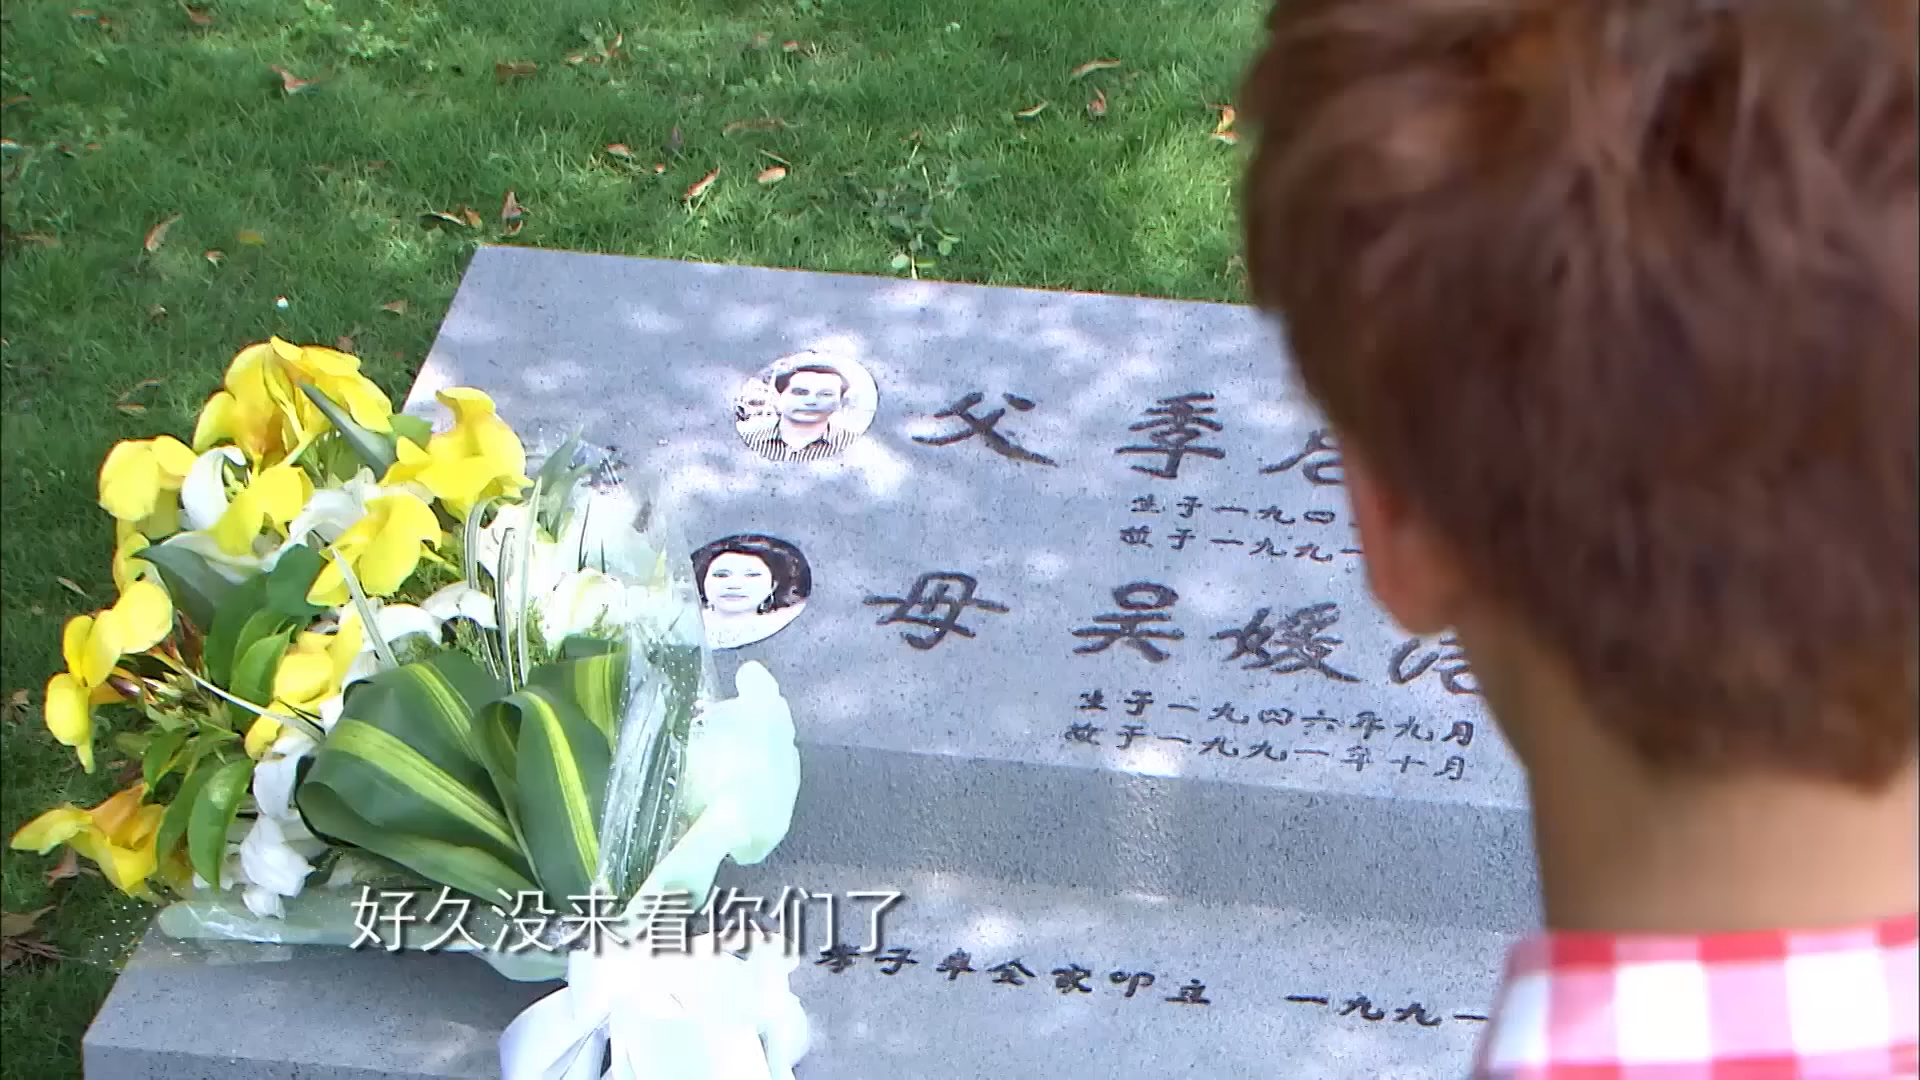 父 季
生于一九四
故于一九九一
母 吴媛
生于一九四六年九月
故于一九九一年十月
好久没来看你们了
孝子率全家叩立 一九九一